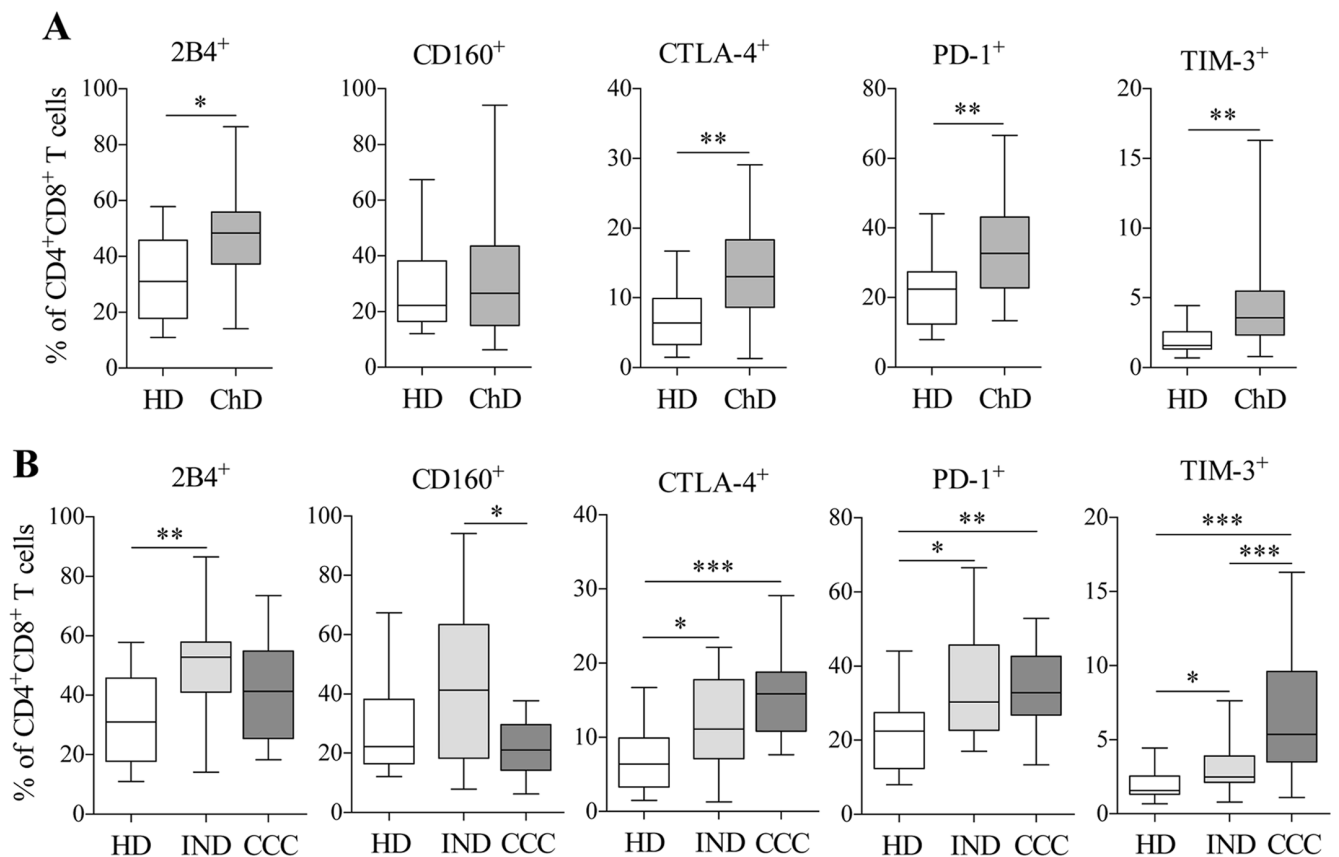 A
2B4⁺ CD160⁺ CTLA-4⁺ PD-1⁺ TIM-3⁺
% of CD4⁺CD8⁺ T cells
100 100 40 80 20
80 80 30 60 15
60 60 20 40 10
40 40 10 20 5
20 20 0 0 0
0 0
* ** ** **
HD ChD HD ChD HD ChD HD ChD HD ChD
B
2B4⁺ CD160⁺ CTLA-4⁺ PD-1⁺ TIM-3⁺
% of CD4⁺CD8⁺ T cells
100 100 40 80 20
80 80 30 60 15
60 60 20 40 10
40 40 10 20 5
20 20 0 0 0
0 0
** * *** * ** * *** *** *
HD IND CCC HD IND CCC HD IND CCC HD IND CCC HD IND CCC